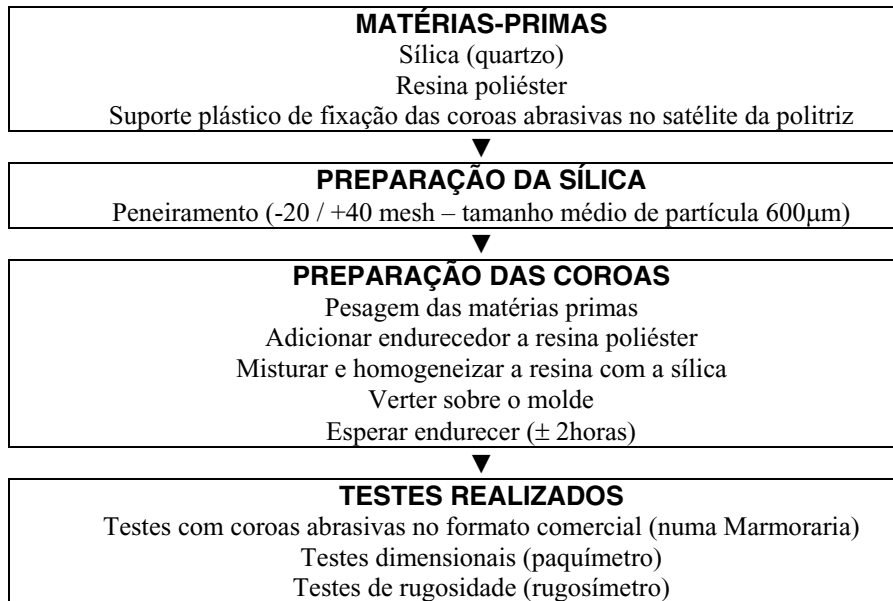 MATÉRIAS-PRIMAS
Sílica (quartzo)
Resina poliéster
Suporte plástico de fixação das coroas abrasivas no satélite da politriz
▼
PREPARAÇÃO DA SÍLICA
Peneiramento (-20 / +40 mesh – tamanho médio de partícula 600μm)
▼
PREPARAÇÃO DAS COROAS
Pesagem das matérias primas
Adicionar endurecedor a resina poliéster
Misturar e homogeneizar a resina com a sílica
Verter sobre o molde
Esperar endurecer (± 2horas)
▼
TESTES REALIZADOS
Testes com coroas abrasivas no formato comercial (numa Marmoraria)
Testes dimensionais (paquímetro)
Testes de rugosidade (rugosímetro)